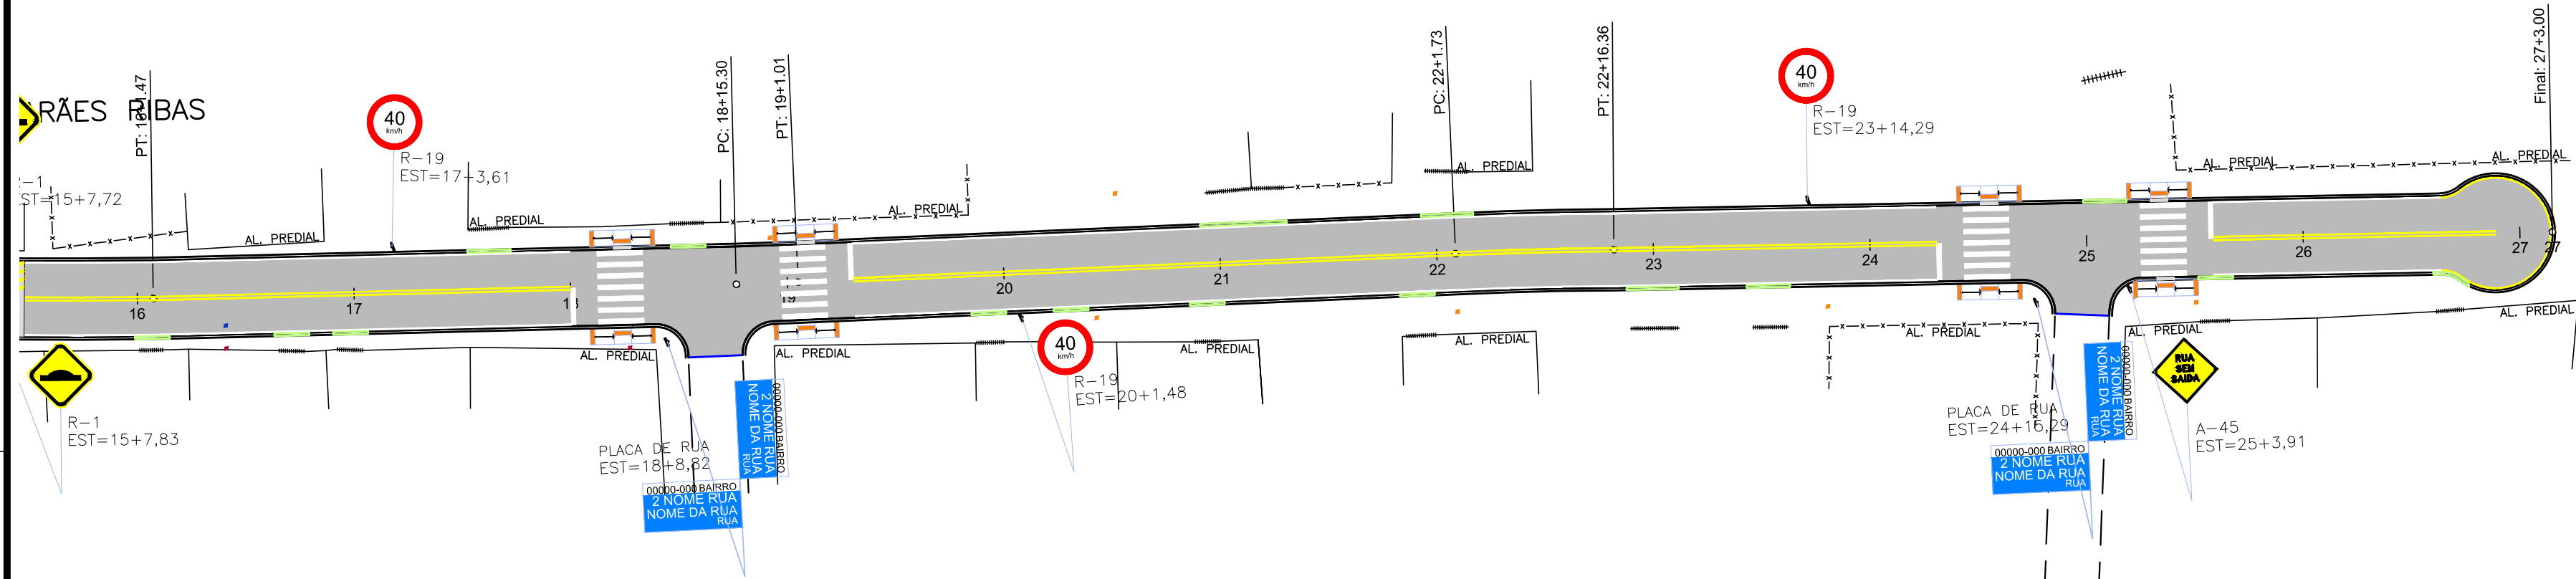 RÃES RIBAS
PC: 18+15.30
PT: 19+1.01
PC: 22+1.73
PT: 22+16.36
Final: 27+3.00
40
km/h
R-19
EST=17+3,61
40
km/h
R-19
EST=23+14,29
EST=15+7,72
AL. PREDIAL
AL. PREDIAL
AL. PREDIAL
AL. PREDIAL
AL. PREDIAL
AL. PREDIAL
16
17
20
21
22
23
24
25
26
27
27
19
AL. PREDIAL
AL. PREDIAL
AL. PREDIAL
AL. PREDIAL
AL. PREDIAL
AL. PREDIAL
AL. PREDIAL
R-1
EST=15+7,83
40
km/h
R-19
EST=20+1,48
PLACA DE RUA
EST=18+8,82
00000-000 BAIRRO
2 NOME RUA
NOME DA RUA
RUA
00000-000 BAIRRO
2 NOME RUA
NOME DA RUA
RUA
PLACA DE RUA
EST=24+15,29
00000-000 BAIRRO
2 NOME RUA
NOME DA RUA
RUA
00000-000 BAIRRO
2 NOME RUA
NOME DA RUA
RUA
RUA
SEM
SAIDA
A-45
EST=25+3,91